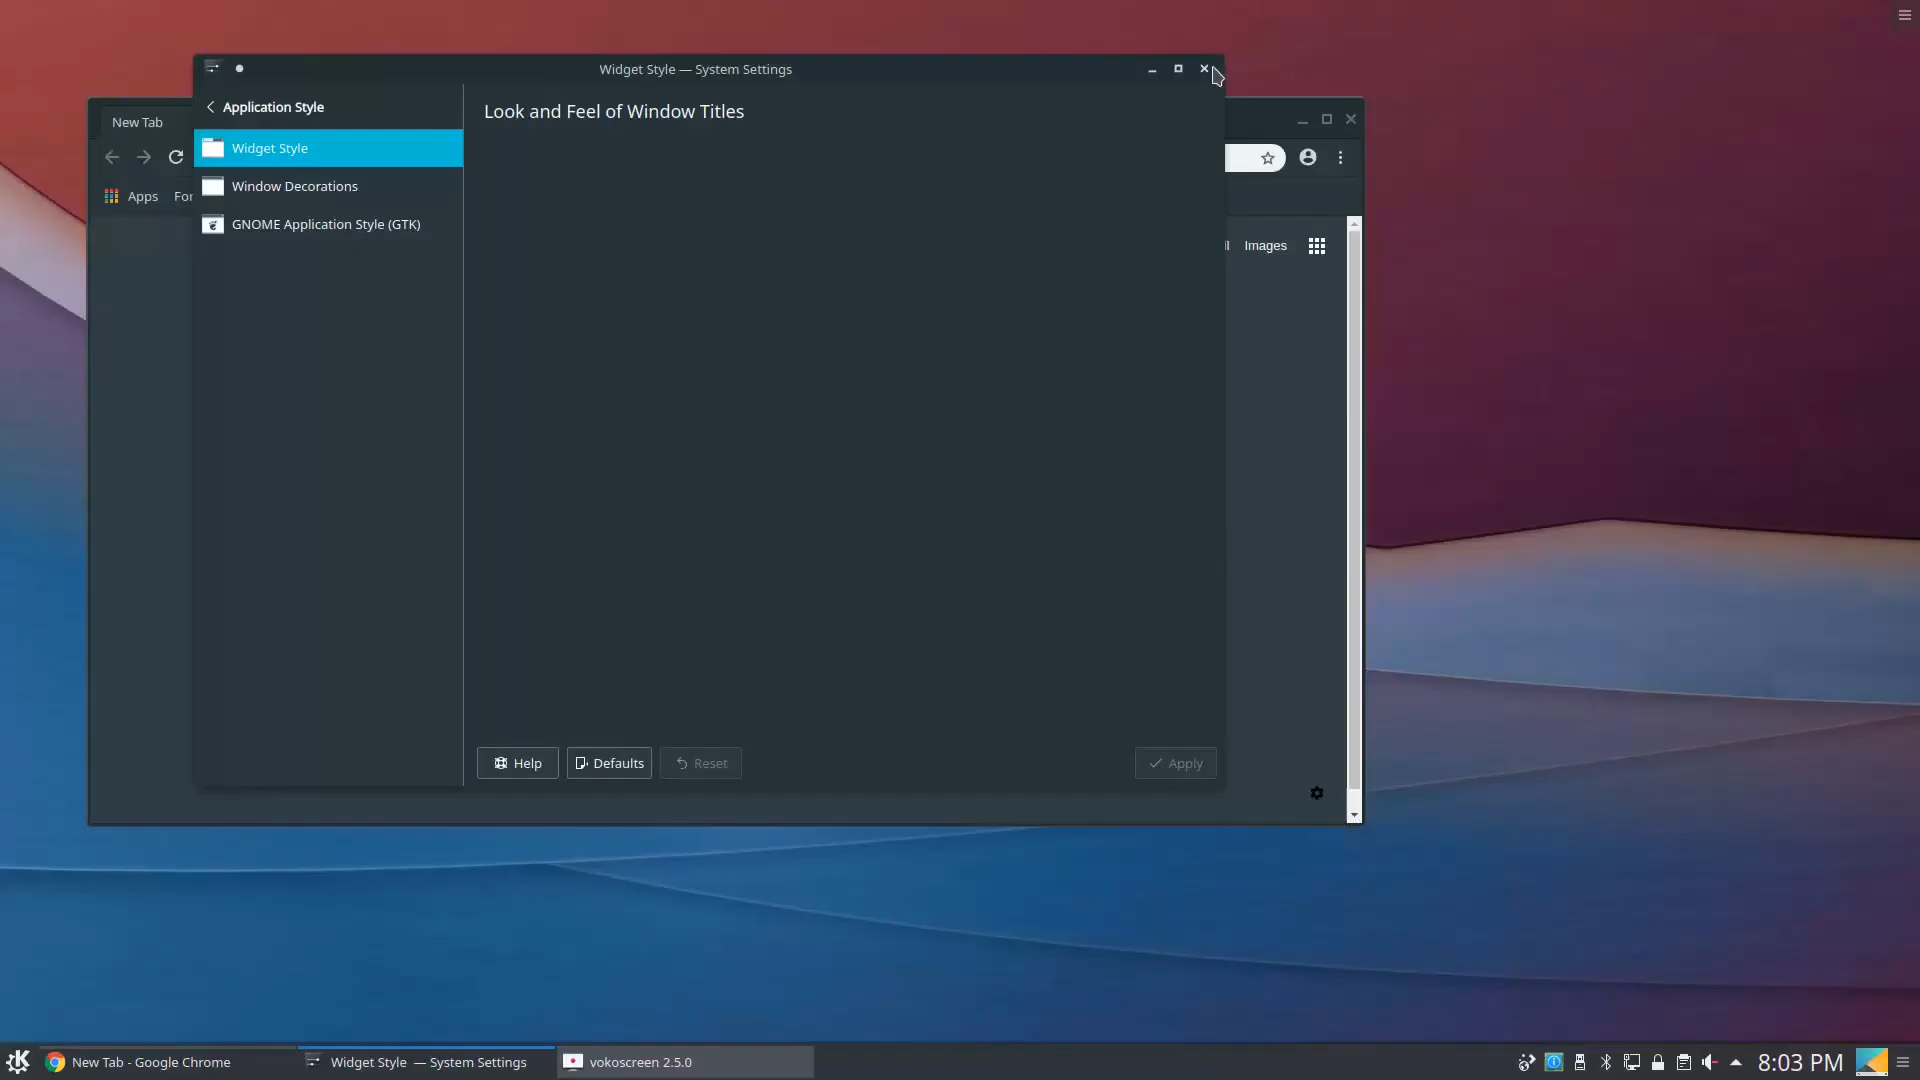 Widget Style — System Settings
Application Style
Look and Feel of Window Titles
New Tab
Widget Style
Window Decorations
Apps
GNOME Application Style (GTK)
Images
Help
Defaults
Reset
Apply
New Tab - Google Chrome
Widget Style — System Settings
vokoscreen 2.5.0
8:03 PM